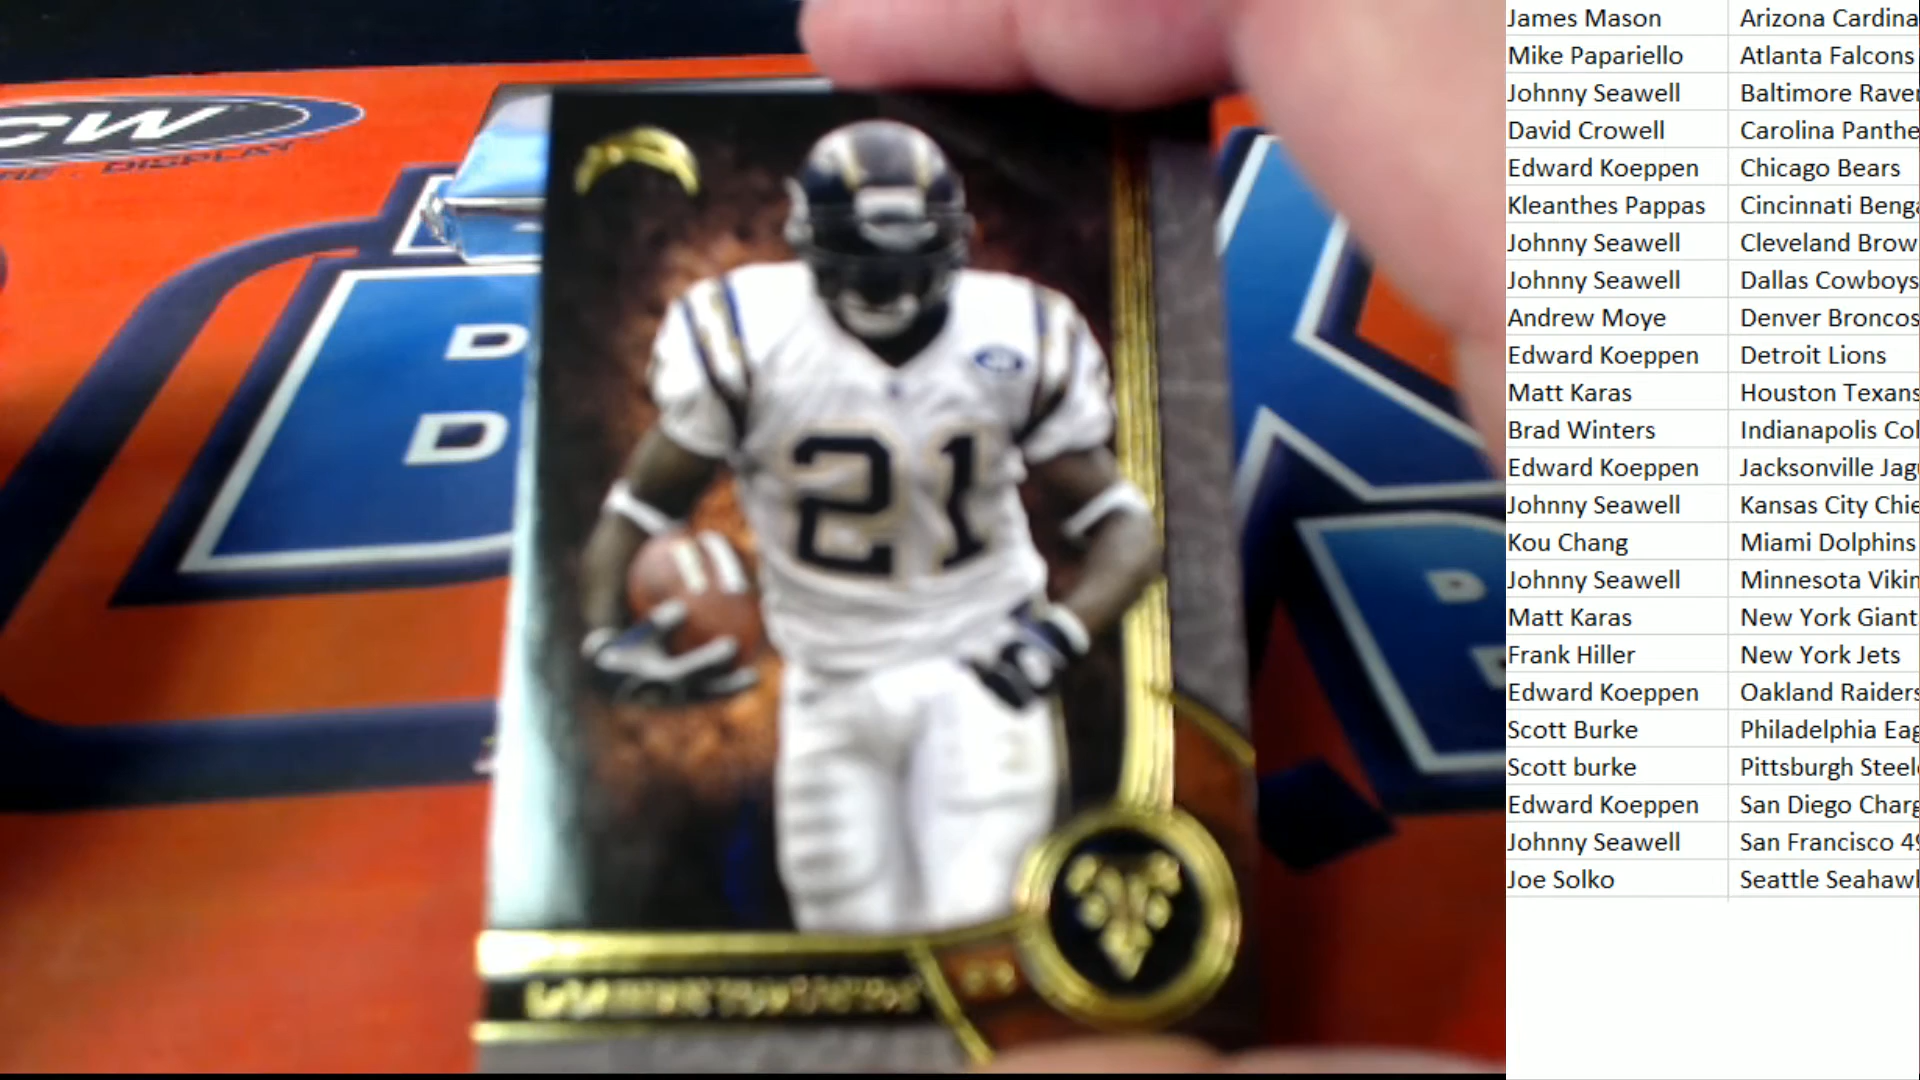 CW
DISPLAY
D
D
D
21
James Mason Arizona Cardina
Mike Papariello Atlanta Falcons
Johnny Seawell Baltimore Rave
David Crowell Carolina Panthe
Edward Koeppen Chicago Bears
Kleanthes Pappas Cincinnati Beng
Johnny Seawell Cleveland Brow
Johnny Seawell Dallas Cowboys
Andrew Moye Denver Broncos
Edward Koeppen Detroit Lions
Matt Karas Houston Texans
Brad Winters Indianapolis Col
Edward Koeppen Jacksonville Jag
Johnny Seawell Kansas City Chie
Kou Chang Miami Dolphins
Johnny Seawell Minnesota Vikin
Matt Karas New York Giant
Frank Hiller New York Jets
Edward Koeppen Oakland Raiders
Scott Burke Philadelphia Eag
Scott burke Pittsburgh Steel
Edward Koeppen San Diego Charg
Johnny Seawell San Francisco 49
Joe Solko Seattle Seahawk